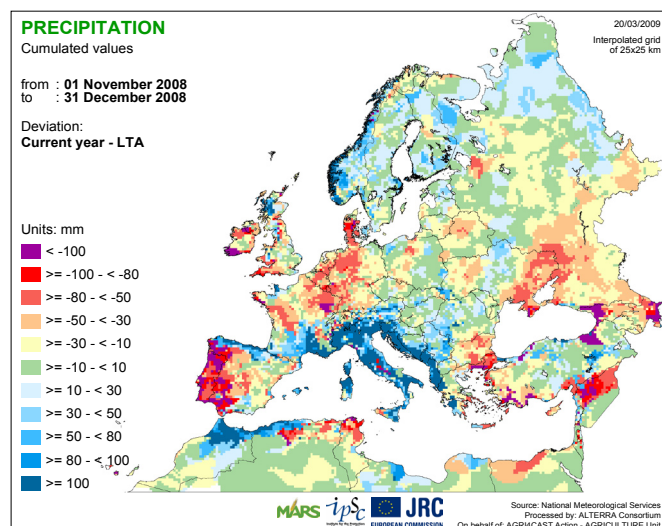 PRECIPITATION
Cumulated values
20/03/2009
Interpolated grid
of 25x25 km
from : 01 November 2008
to : 31 December 2008
Deviation:
Current year - LTA
Units: mm
< -100
>= -100 - < -80
>= -80 - < -50
>= -50 - < -30
>= -30 - < -10
>= -10 - < 10
>= 10 - < 30
>= 30 - < 50
>= 50 - < 80
>= 80 - < 100
>= 100
MARS ipsc JRC
EUROPEAN COMMISSION
Source: National Meteorological Services
Processed by: ALTERRA Consortium
On behalf of: AGRI4CAST Action - AGRICULTURE Unit